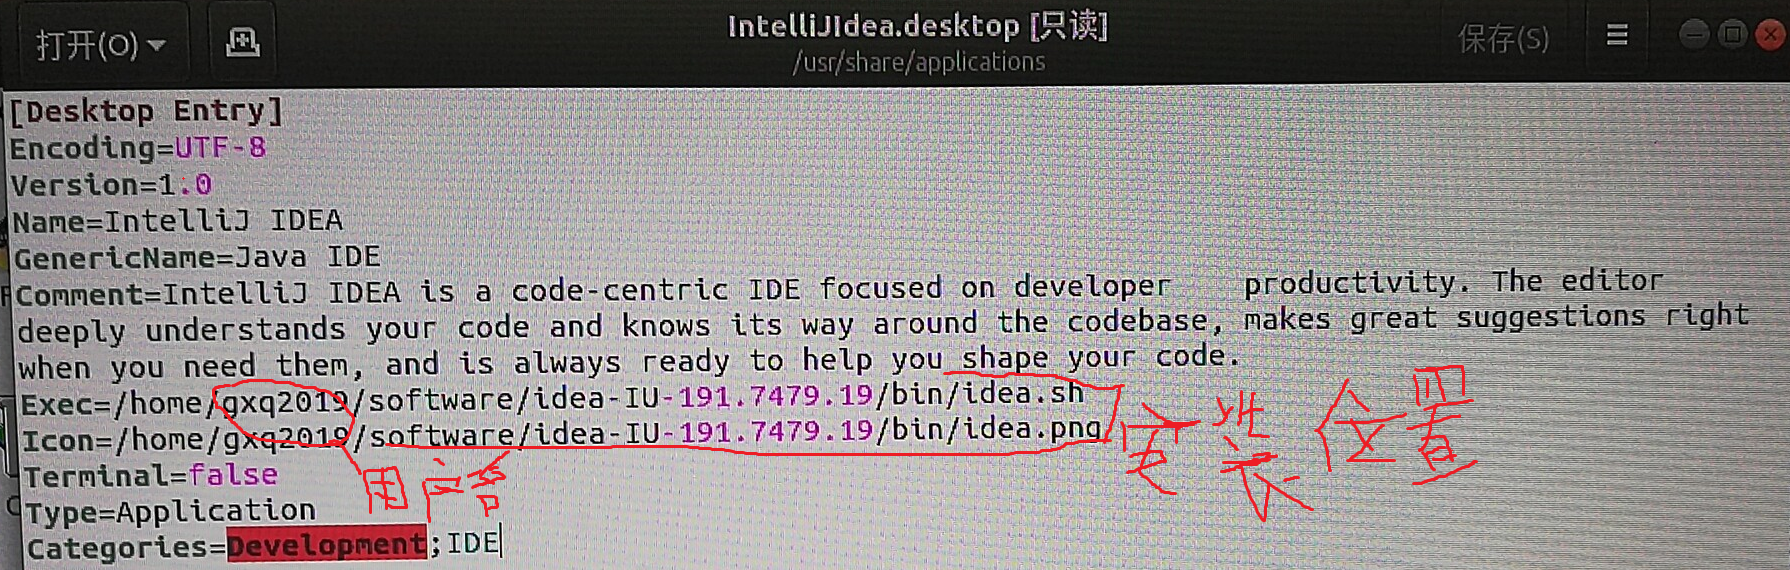 打开(O)
IntelliJIdea.desktop [只读]
/usr/share/applications
保存(S)
[Desktop Entry]
Encoding=UTF-8
Version=1.0
Name=IntelliJ IDEA
GenericName=Java IDE
Comment=IntelliJ IDEA is a code-centric IDE focused on developer    productivity. The editor
deeply understands your code and knows its way around the codebase, makes great suggestions right
when you need them, and is always ready to help you shape your code.
Exec=/home/gxq2019/software/idea-IU-191.7479.19/bin/idea.sh
Icon=/home/gxq2019/software/idea-IU-191.7479.19/bin/idea.png
安装位置
Terminal=false
用户名
Type=Application
Categories=Development;IDE